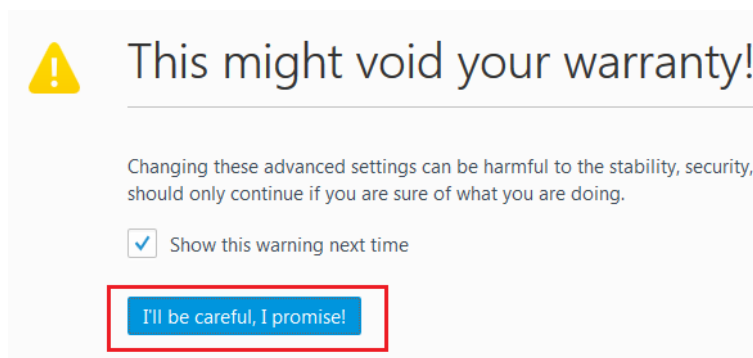 This might void your warranty!
Changing these advanced settings can be harmful to the stability, security,
should only continue if you are sure of what you are doing.
Show this warning next time
I'll be careful, I promise!